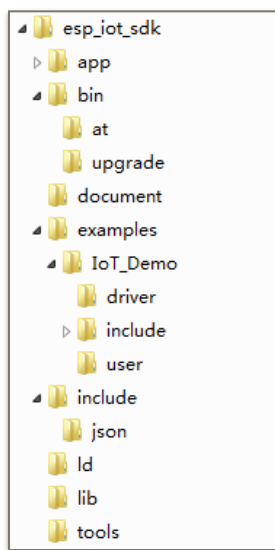 esp_iot_sdk
app
bin
at
upgrade
document
examples
IoT_Demo
driver
include
user
include
json
ld
lib
tools